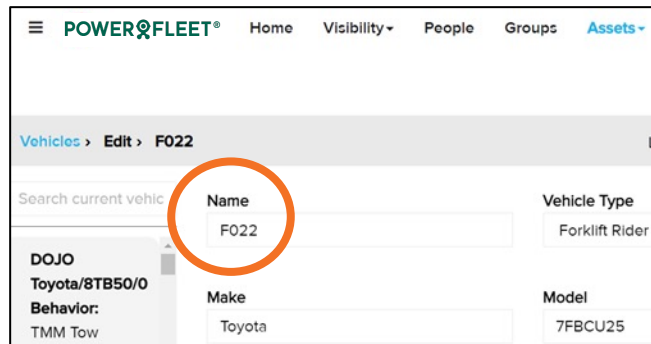 ≡ POWERFLEET® Home Visibility People Groups Assets
Vehicles › Edit › F022
Search current vehic
Name
Vehicle Type
F022
Forklift Rider
DOJO
Toyota/8TB50/0
Behavior:
TMM Tow
Make
Model
Toyota
7FBCU25